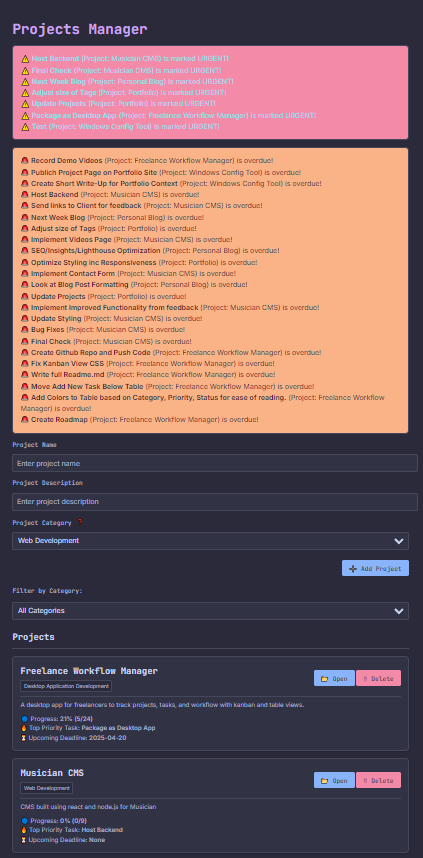 Projects Manager
⚠️ Host Backend (Project: Musician CMS) is marked URGENT!
⚠️ Final Check (Project: Musician CMS) is marked URGENT!
⚠️ Next Week Blog (Project: Personal Blog) is marked URGENT!
⚠️ Adjust size of Tags (Project: Portfolio) is marked URGENT!
⚠️ Update Projects (Project: Portfolio) is marked URGENT!
⚠️ Package as Desktop App (Project: Freelance Workflow Manager) is marked URGENT!
⚠️ Test (Project: Windows Config Tool) is marked URGENT!
🚨 Record Demo Videos (Project: Freelance Workflow Manager) is overdue!
🚨 Publish Project Page on Portfolio Site (Project: Windows Config Tool) is overdue!
🚨 Create Short Write-Up for Portfolio Context (Project: Windows Config Tool) is overdue!
🚨 Host Backend (Project: Musician CMS) is overdue!
🚨 Send links to Client for feedback (Project: Musician CMS) is overdue!
🚨 Next Week Blog (Project: Personal Blog) is overdue!
🚨 Adjust size of Tags (Project: Portfolio) is overdue!
🚨 Implement Videos Page (Project: Musician CMS) is overdue!
🚨 SEO/Insights/Lighthouse Optimization (Project: Personal Blog) is overdue!
🚨 Optimize Styling inc Responsiveness (Project: Portfolio) is overdue!
🚨 Implement Contact Form (Project: Musician CMS) is overdue!
🚨 Look at Blog Post Formatting (Project: Personal Blog) is overdue!
🚨 Update Projects (Project: Portfolio) is overdue!
🚨 Implement Improved Functionality from feedback (Project: Musician CMS) is overdue!
🚨 Update Styling (Project: Musician CMS) is overdue!
🚨 Bug Fixes (Project: Musician CMS) is overdue!
🚨 Final Check (Project: Musician CMS) is overdue!
🚨 Create Github Repo and Push Code (Project: Freelance Workflow Manager) is overdue!
🚨 Fix Kanban View CSS (Project: Freelance Workflow Manager) is overdue!
🚨 Write full Readme.md (Project: Freelance Workflow Manager) is overdue!
🚨 Move Add New Task Below Table (Project: Freelance Workflow Manager) is overdue!
🚨 Add Colors to Table based on Category, Priority, Status for ease of reading. (Project: Freelance Workflow
Manager) is overdue!
🚨 Create Roadmap (Project: Freelance Workflow Manager) is overdue!
Project Name
Enter project name
Project Description
Enter project description
Project Category ❓
Web Development
➕ Add Project
Filter by Category:
All Categories
Projects
Freelance Workflow Manager
📂 Open
🗑 Delete
Desktop Application Development
A desktop app for freelancers to track projects, tasks, and workflow with kanban and table views.
🔵 Progress: 21% (5/24)
🔥 Top Priority Task: Package as Desktop App
⏳ Upcoming Deadline: 2025-04-20
Musician CMS
📂 Open
🗑 Delete
Web Development
CMS built using react and node.js for Musician
🔵 Progress: 0% (0/9)
🔥 Top Priority Task: Host Backend
⏳ Upcoming Deadline: None